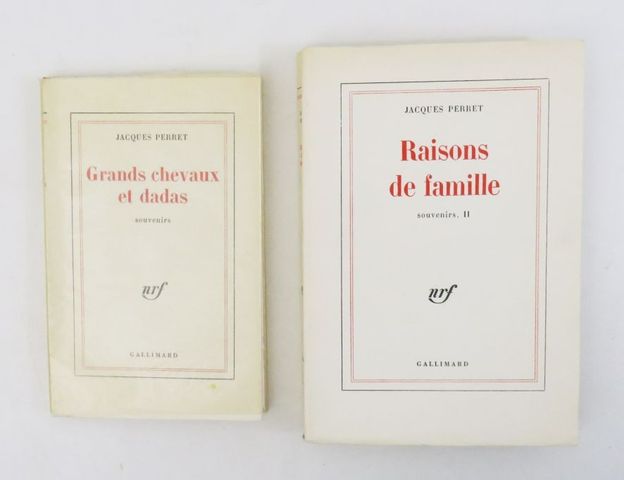 JACQUES PERRET
Grands chevaux
et dadas
souvenirs
nrf
GALLIMARD
JACQUES PERRET
Raisons
de famille
souvenirs, II
nrf
GALLIMARD